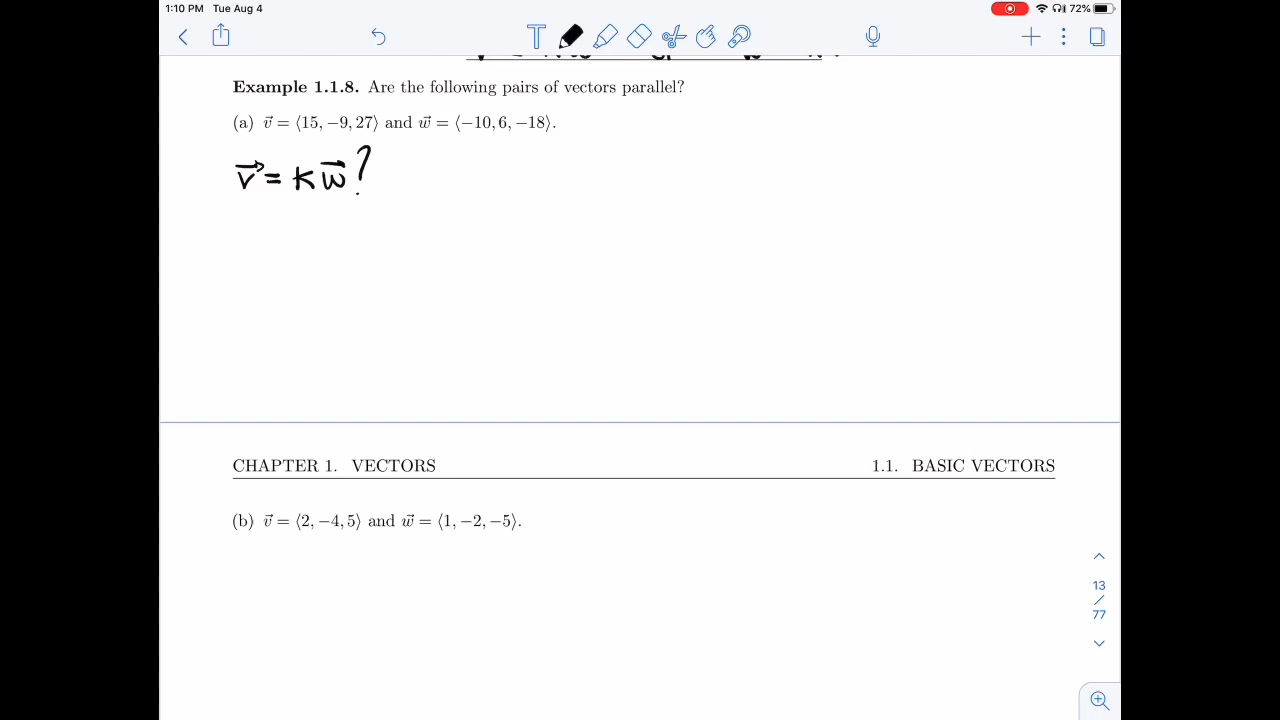 1:10 PM Tue Aug 4
72%
T
Example 1.1.8. Are the following pairs of vectors parallel?
(a) v⃗ = ⟨15, −9, 27⟩ and w⃗ = ⟨−10, 6, −18⟩.
v⃗ = k w⃗ ?
CHAPTER 1. VECTORS 1.1. BASIC VECTORS
(b) v⃗ = ⟨2, −4, 5⟩ and w⃗ = ⟨1, −2, −5⟩.
13
/
77